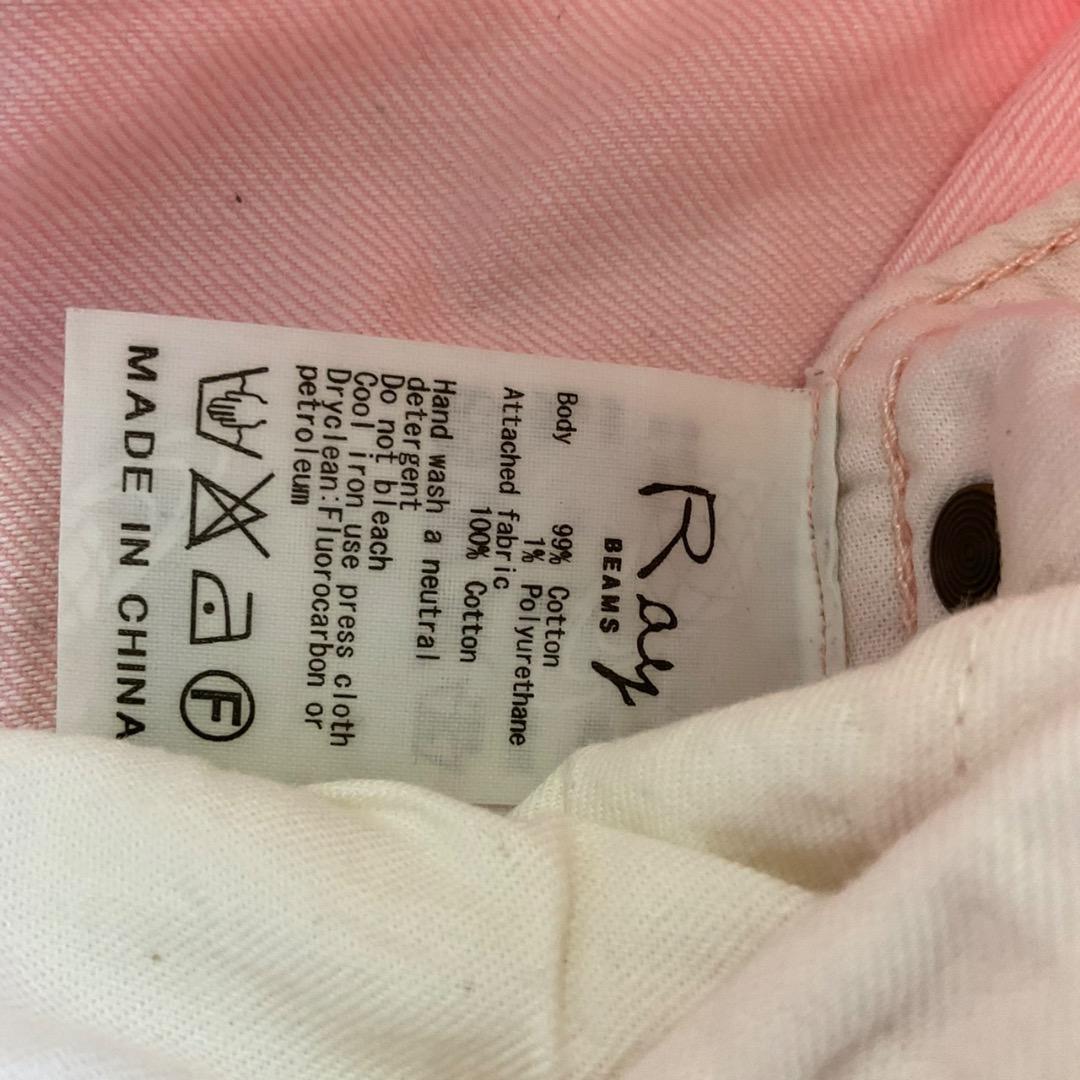 Ray
BEAMS
Body 99% Cotton
1% Polyurethane
Attached fabric
100% Cotton
Hand wash a neutral
detergent
Do not bleach
Cool iron use press cloth
Dryclean:Fluorocarbon or
petroleum
F
MADE IN CHINA